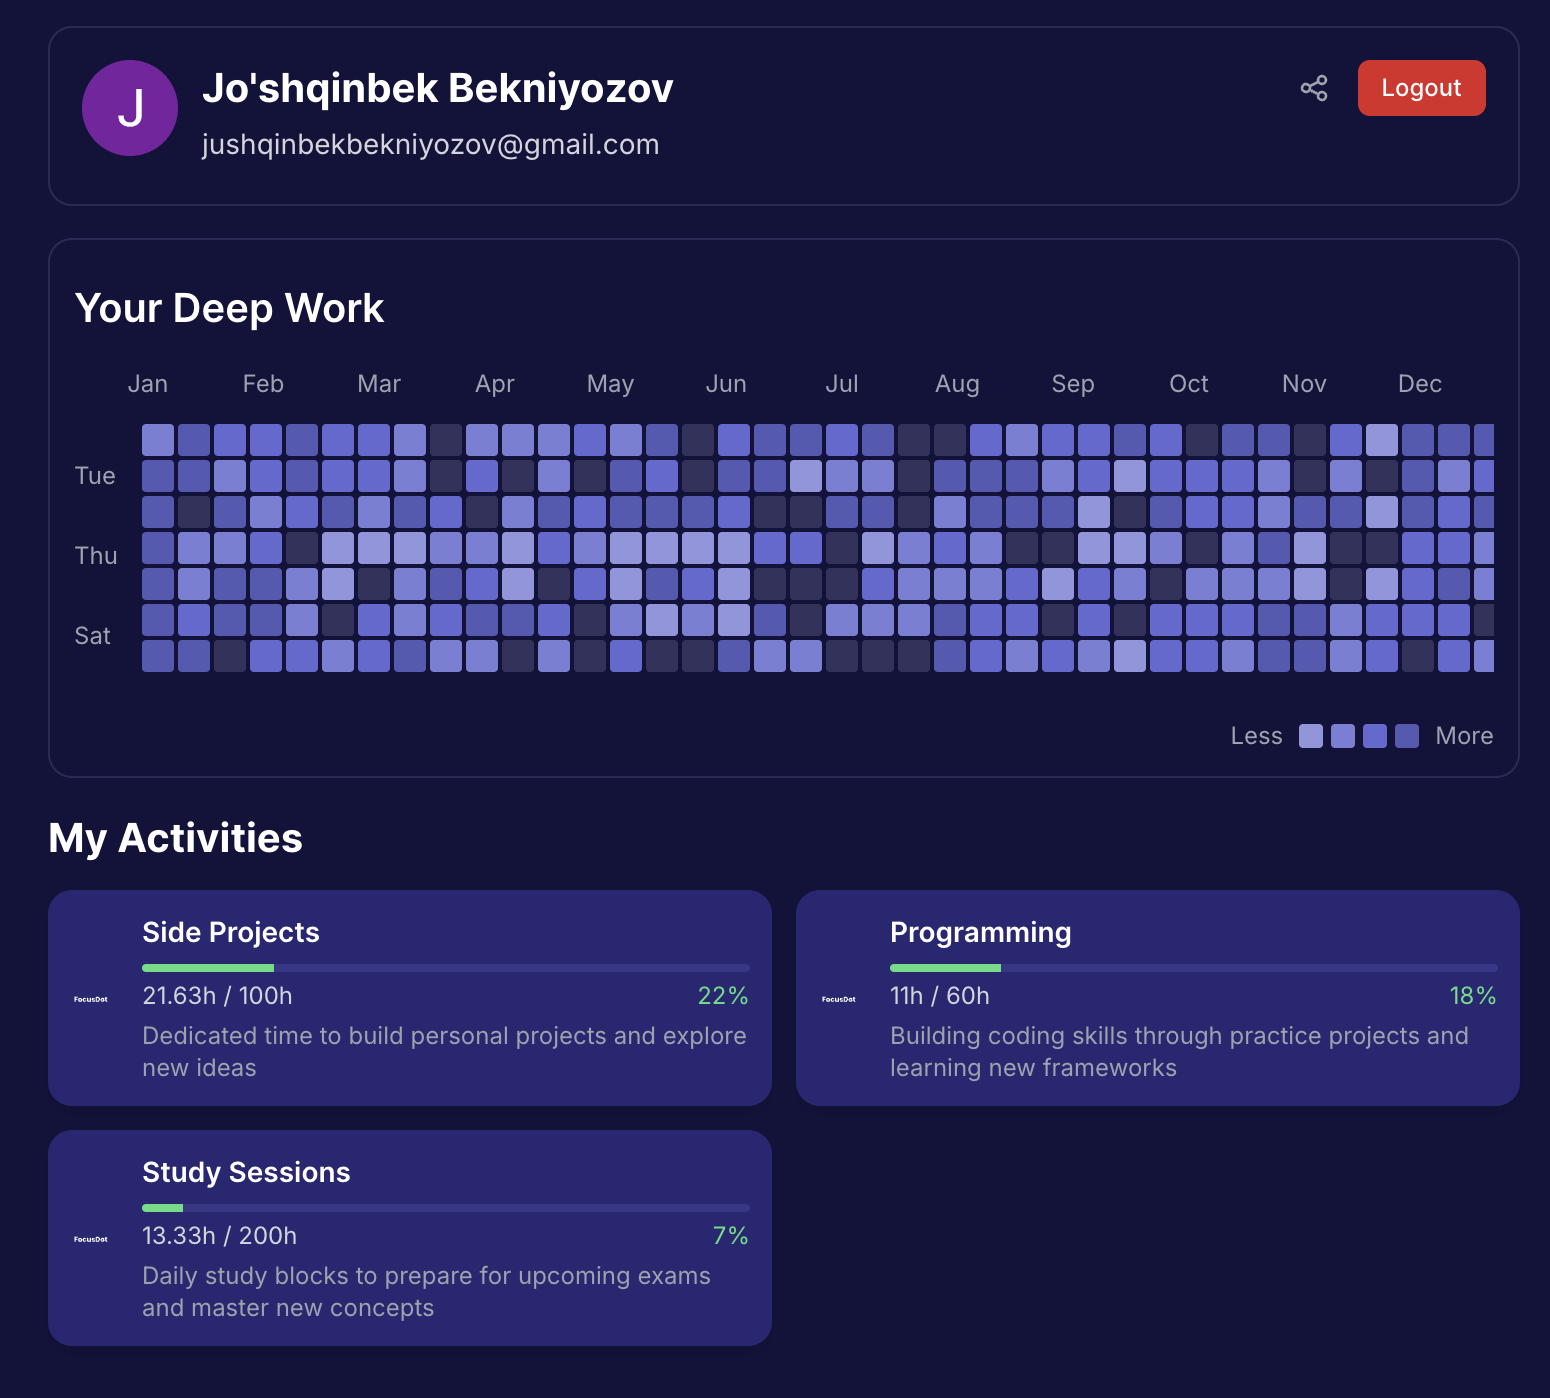 J
Jo'shqinbek Bekniyozov
jushqinbekbekniyozov@gmail.com
Logout
Your Deep Work
Jan Feb Mar Apr May Jun Jul Aug Sep Oct Nov Dec
Tue
Thu
Sat
Less More
My Activities
Side Projects
FocusDot
21.63h / 100h 22%
Dedicated time to build personal projects and explore
new ideas
Programming
FocusDot
11h / 60h 18%
Building coding skills through practice projects and
learning new frameworks
Study Sessions
FocusDot
13.33h / 200h 7%
Daily study blocks to prepare for upcoming exams
and master new concepts